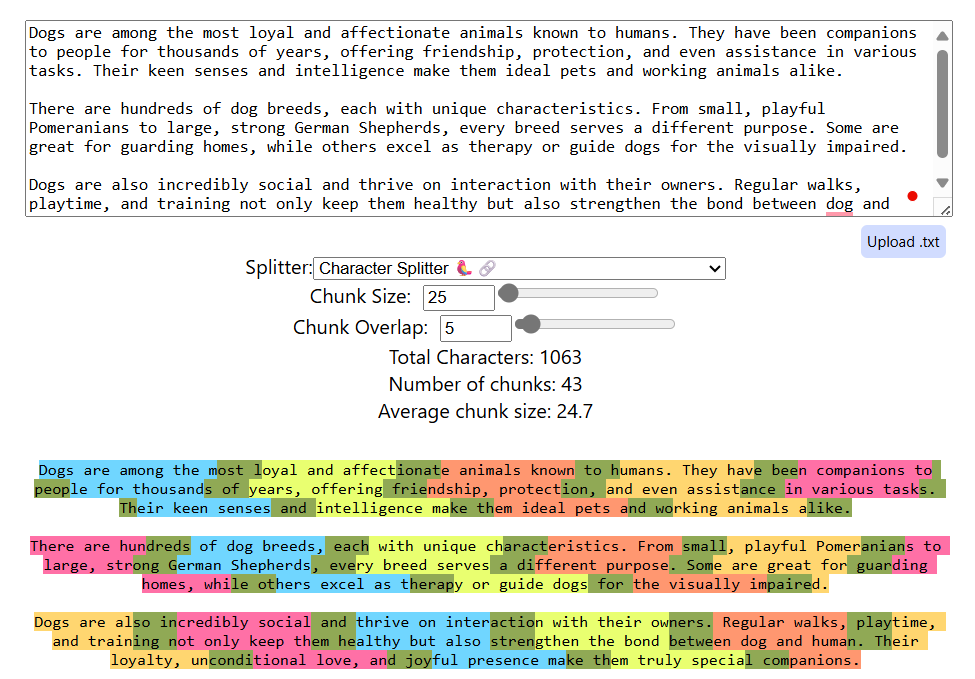 Dogs are among the most loyal and affectionate animals known to humans. They have been companions
to people for thousands of years, offering friendship, protection, and even assistance in various
tasks. Their keen senses and intelligence make them ideal pets and working animals alike.
There are hundreds of dog breeds, each with unique characteristics. From small, playful
Pomeranians to large, strong German Shepherds, every breed serves a different purpose. Some are
great for guarding homes, while others excel as therapy or guide dogs for the visually impaired.
Dogs are also incredibly social and thrive on interaction with their owners. Regular walks,
playtime, and training not only keep them healthy but also strengthen the bond between dog and
Upload .txt
Splitter: Character Splitter 🦜 🔗
Chunk Size: 25
Chunk Overlap: 5
Total Characters: 1063
Number of chunks: 43
Average chunk size: 24.7
Dogs are among the most loyal and affectionate animals known to humans. They have been companions to
people for thousands of years, offering friendship, protection, and even assistance in various tasks.
Their keen senses and intelligence make them ideal pets and working animals alike.
There are hundreds of dog breeds, each with unique characteristics. From small, playful Pomeranians to
large, strong German Shepherds, every breed serves a different purpose. Some are great for guarding
homes, while others excel as therapy or guide dogs for the visually impaired.
Dogs are also incredibly social and thrive on interaction with their owners. Regular walks, playtime,
and training not only keep them healthy but also strengthen the bond between dog and human. Their
loyalty, unconditional love, and joyful presence make them truly special companions.